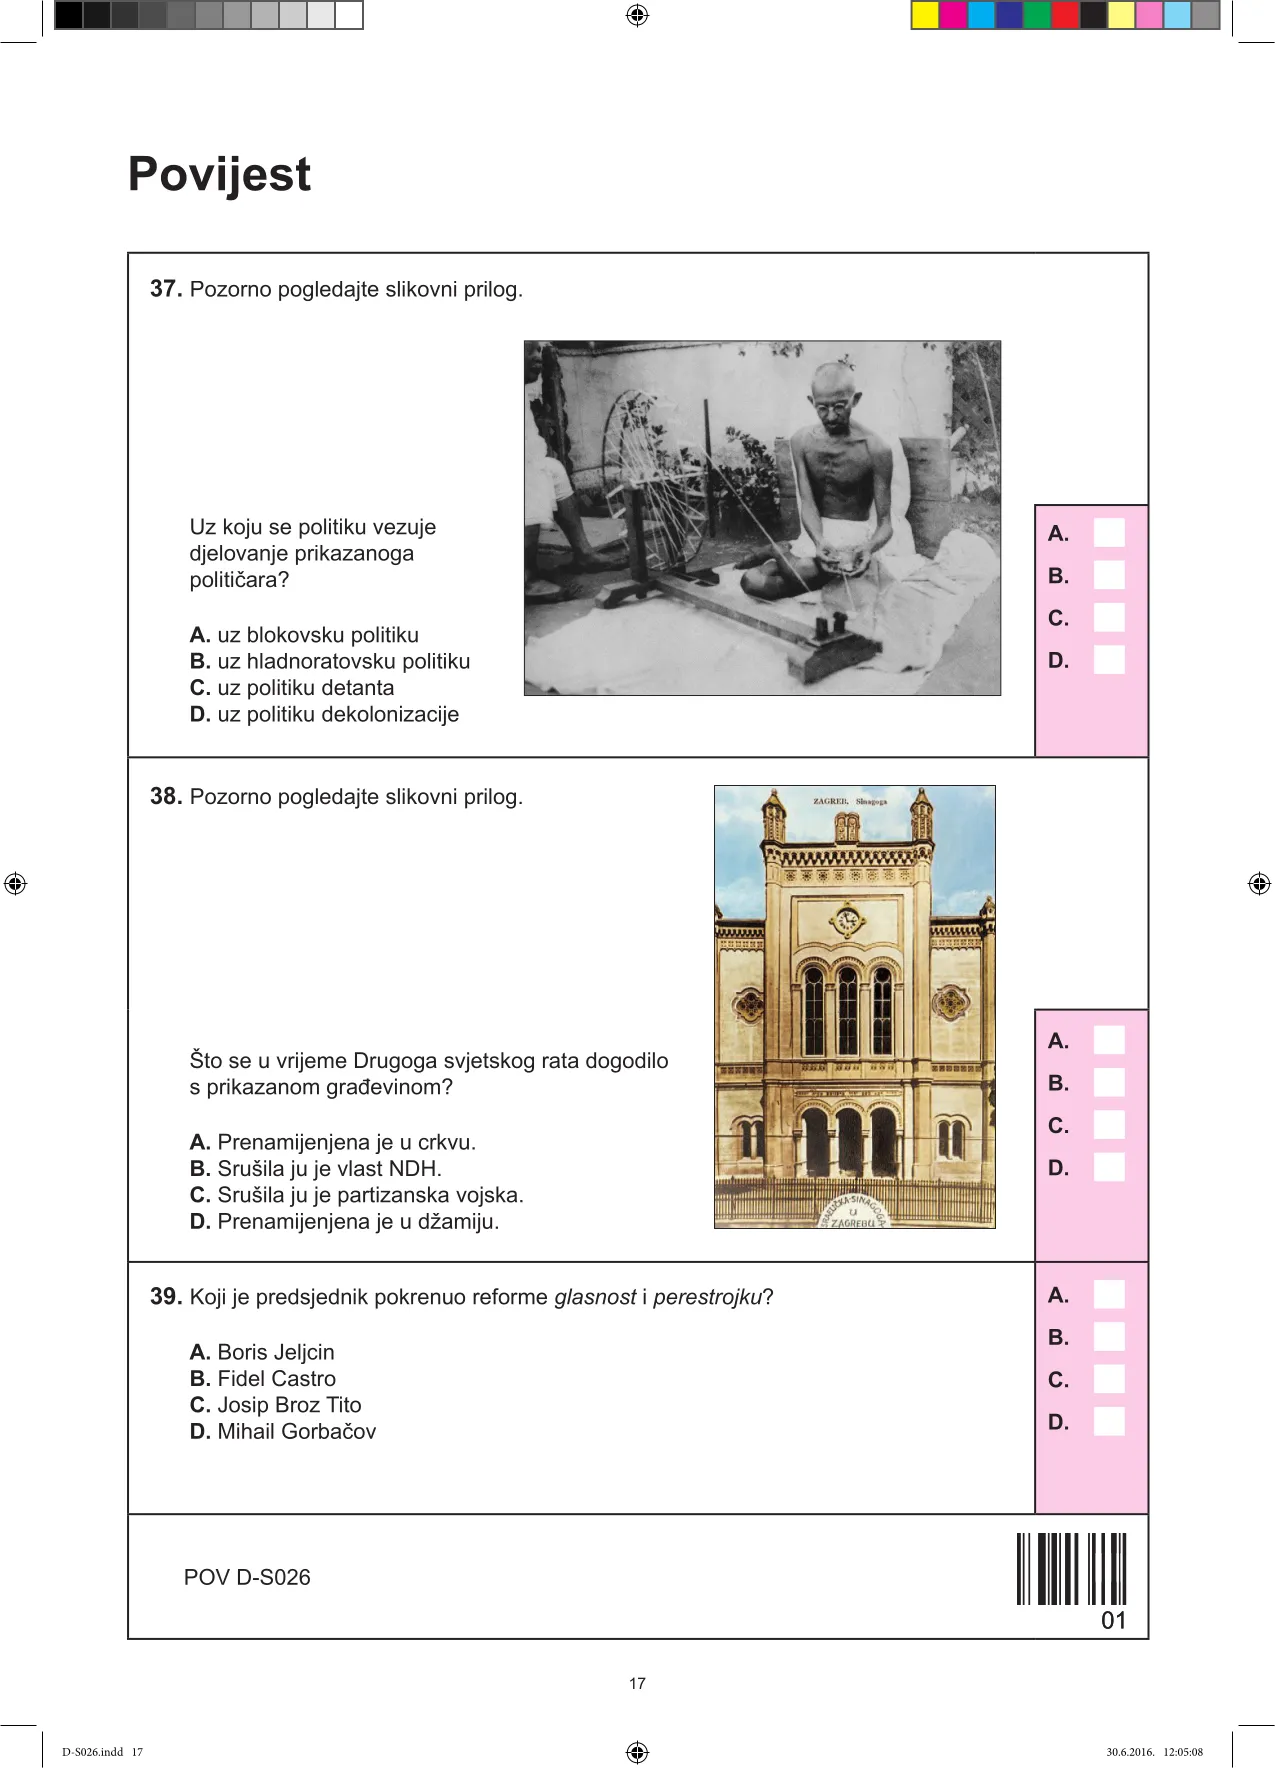 Povijest
37. Pozorno pogledajte slikovni prilog.
Uz koju se politiku vezuje
djelovanje prikazanoga
političara?
A. uz blokovsku politiku
B. uz hladnoratovsku politiku
C. uz politiku detanta
D. uz politiku dekolonizacije
A.
B.
C.
D.
38. Pozorno pogledajte slikovni prilog.
ZAGREB, Sinagoga
IZRAELIČKA-SINAGOGA
U
ZAGREBU
Što se u vrijeme Drugoga svjetskog rata dogodilo
s prikazanom građevinom?
A. Prenamijenjena je u crkvu.
B. Srušila ju je vlast NDH.
C. Srušila ju je partizanska vojska.
D. Prenamijenjena je u džamiju.
A.
B.
C.
D.
39. Koji je predsjednik pokrenuo reforme glasnost i perestrojku?
A. Boris Jeljcin
B. Fidel Castro
C. Josip Broz Tito
D. Mihail Gorbačov
A.
B.
C.
D.
POV D-S026
01
17
D-S026.indd 17
30.6.2016. 12:05:08